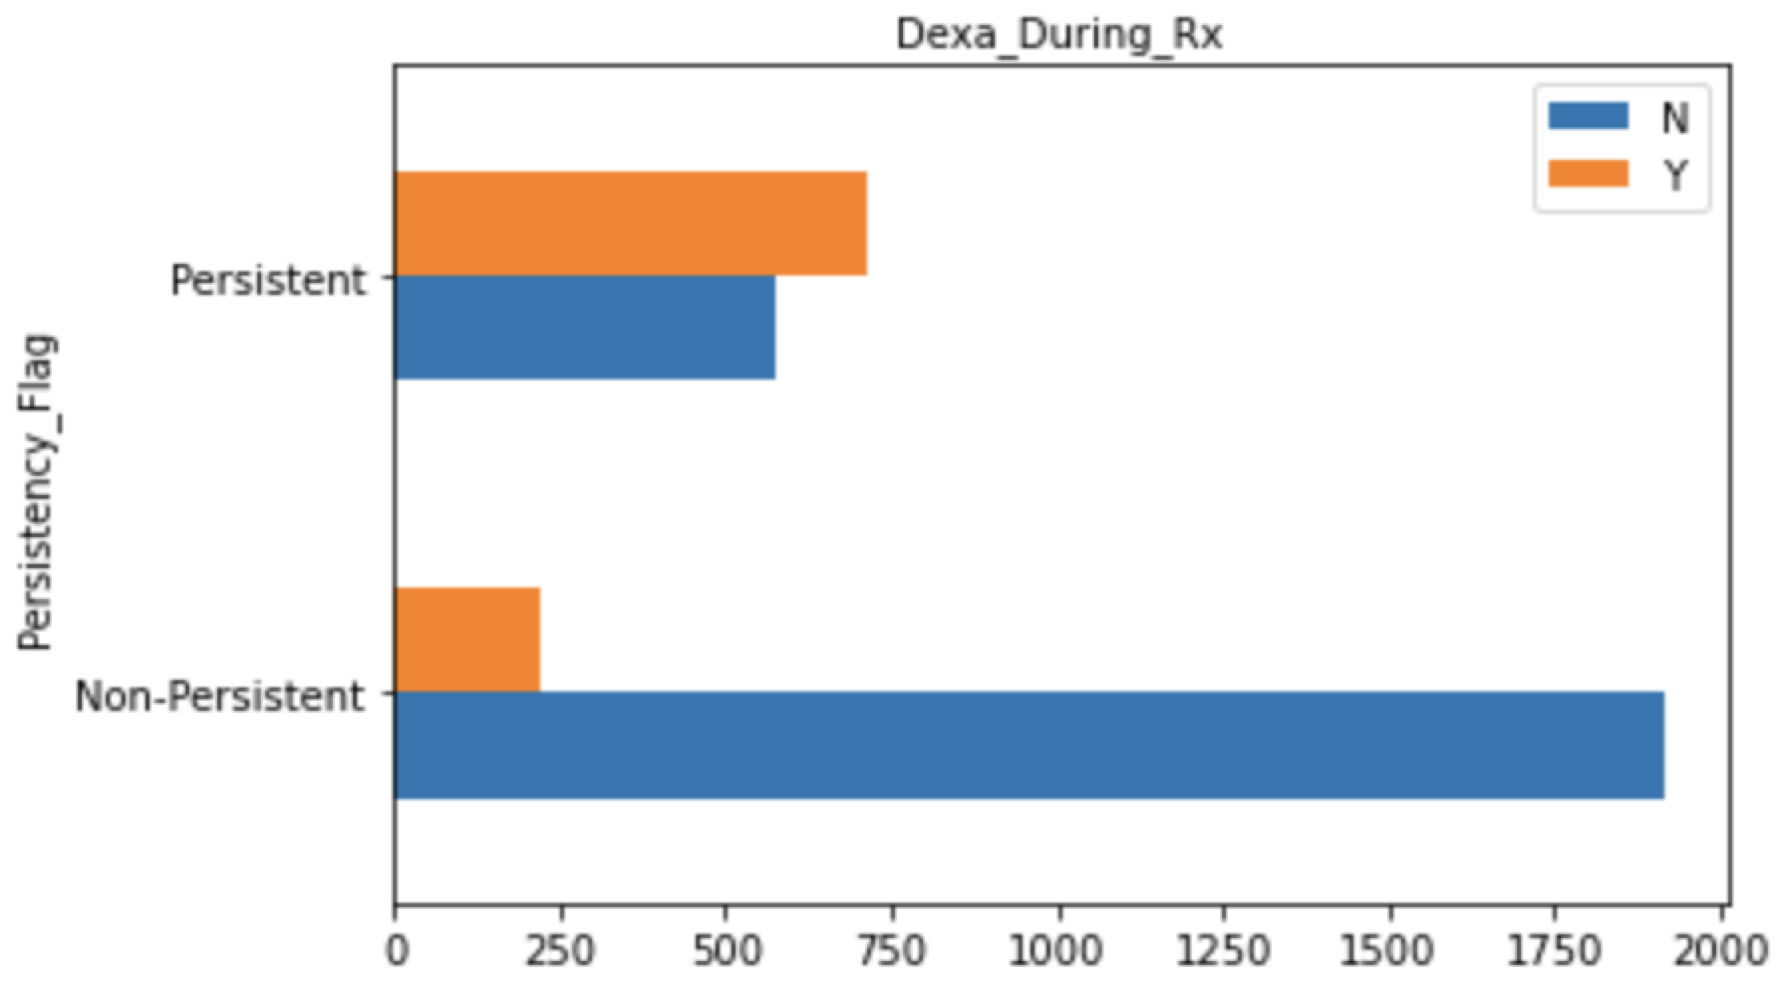 Dexa_During_Rx
N
Y
Persistent
Persistency_Flag
Non-Persistent
0 250 500 750 1000 1250 1500 1750 2000